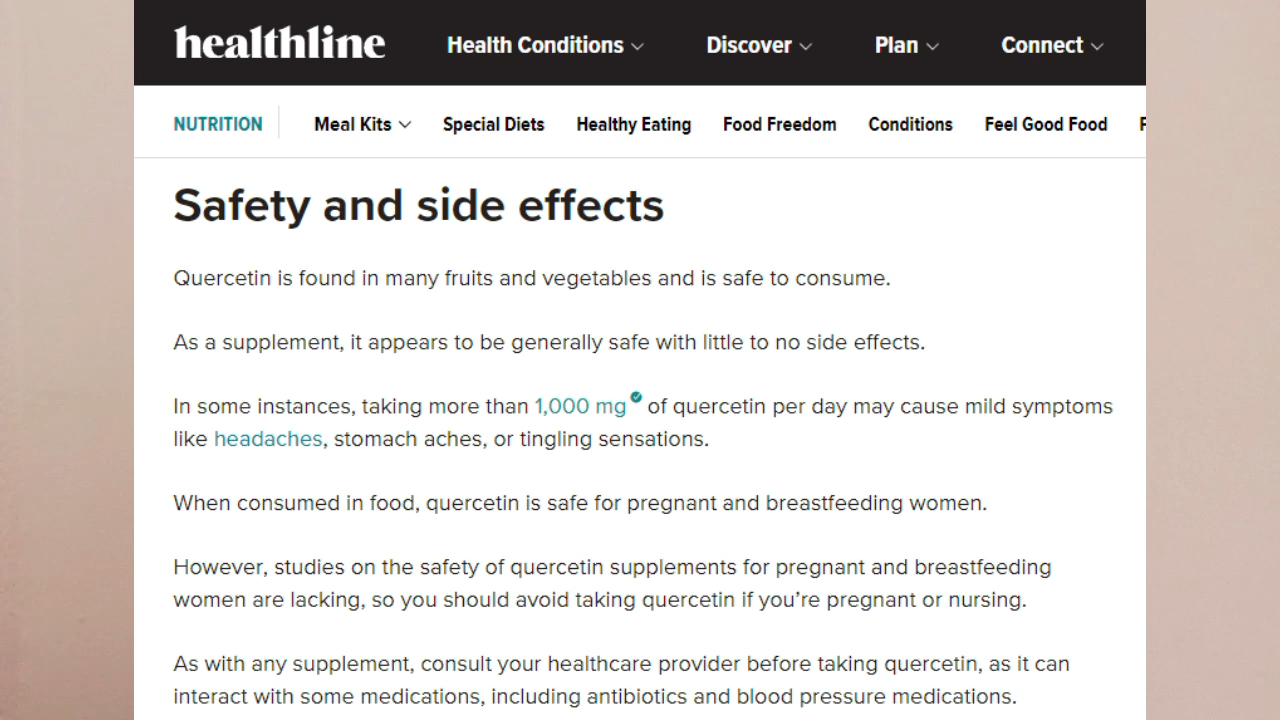 healthline Health Conditions Discover Plan Connect
NUTRITION Meal Kits Special Diets Healthy Eating Food Freedom Conditions Feel Good Food
Safety and side effects
Quercetin is found in many fruits and vegetables and is safe to consume.
As a supplement, it appears to be generally safe with little to no side effects.
In some instances, taking more than 1,000 mg of quercetin per day may cause mild symptoms
like headaches, stomach aches, or tingling sensations.
When consumed in food, quercetin is safe for pregnant and breastfeeding women.
However, studies on the safety of quercetin supplements for pregnant and breastfeeding
women are lacking, so you should avoid taking quercetin if you’re pregnant or nursing.
As with any supplement, consult your healthcare provider before taking quercetin, as it can
interact with some medications, including antibiotics and blood pressure medications.